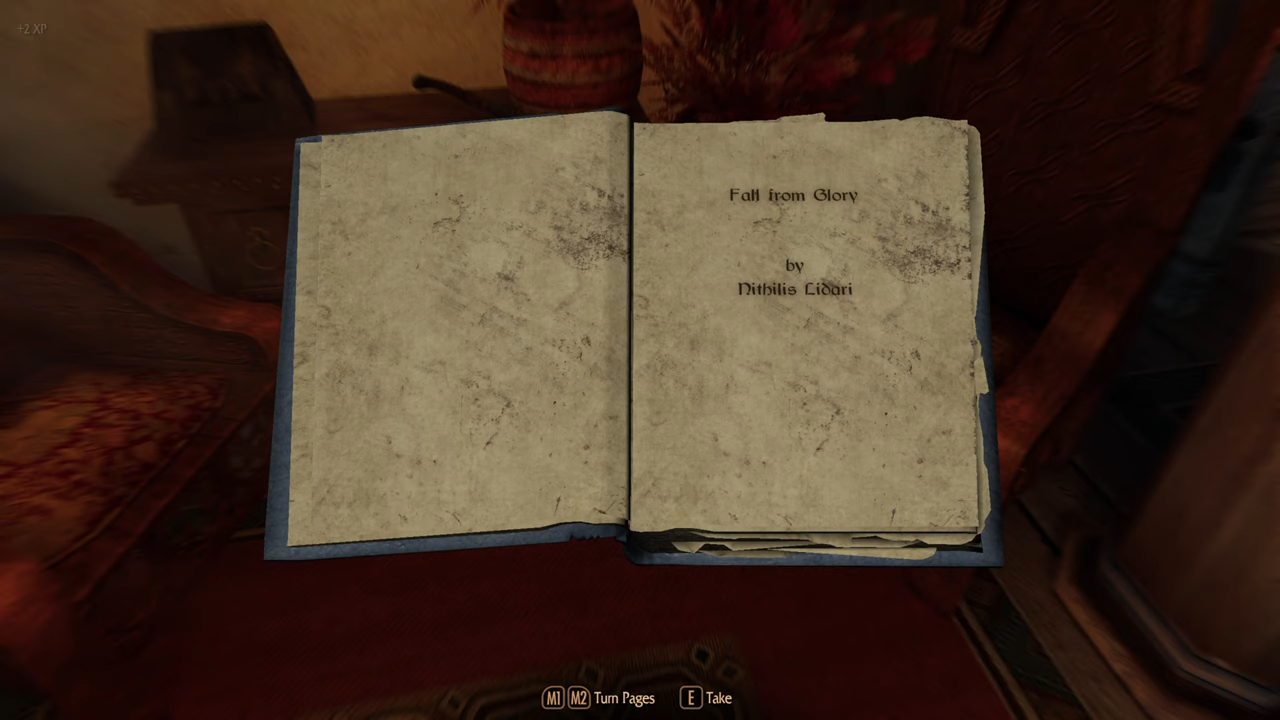 +2 XP
Fall from Glory
by
Nithilis Lidari
M1 M2 Turn Pages E Take